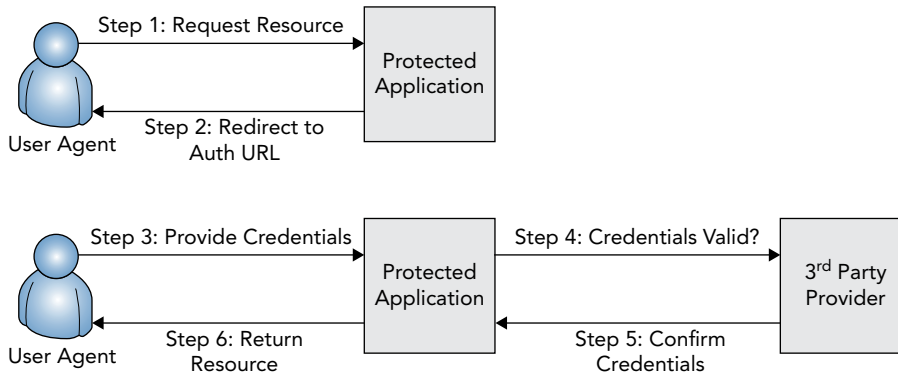 Step 1: Request Resource
Protected
Application
Step 2: Redirect to
Auth URL
User Agent
Step 3: Provide Credentials
Protected
Application
Step 4: Credentials Valid?
3rd Party
Provider
Step 6: Return
Resource
Step 5: Confirm
Credentials
User Agent